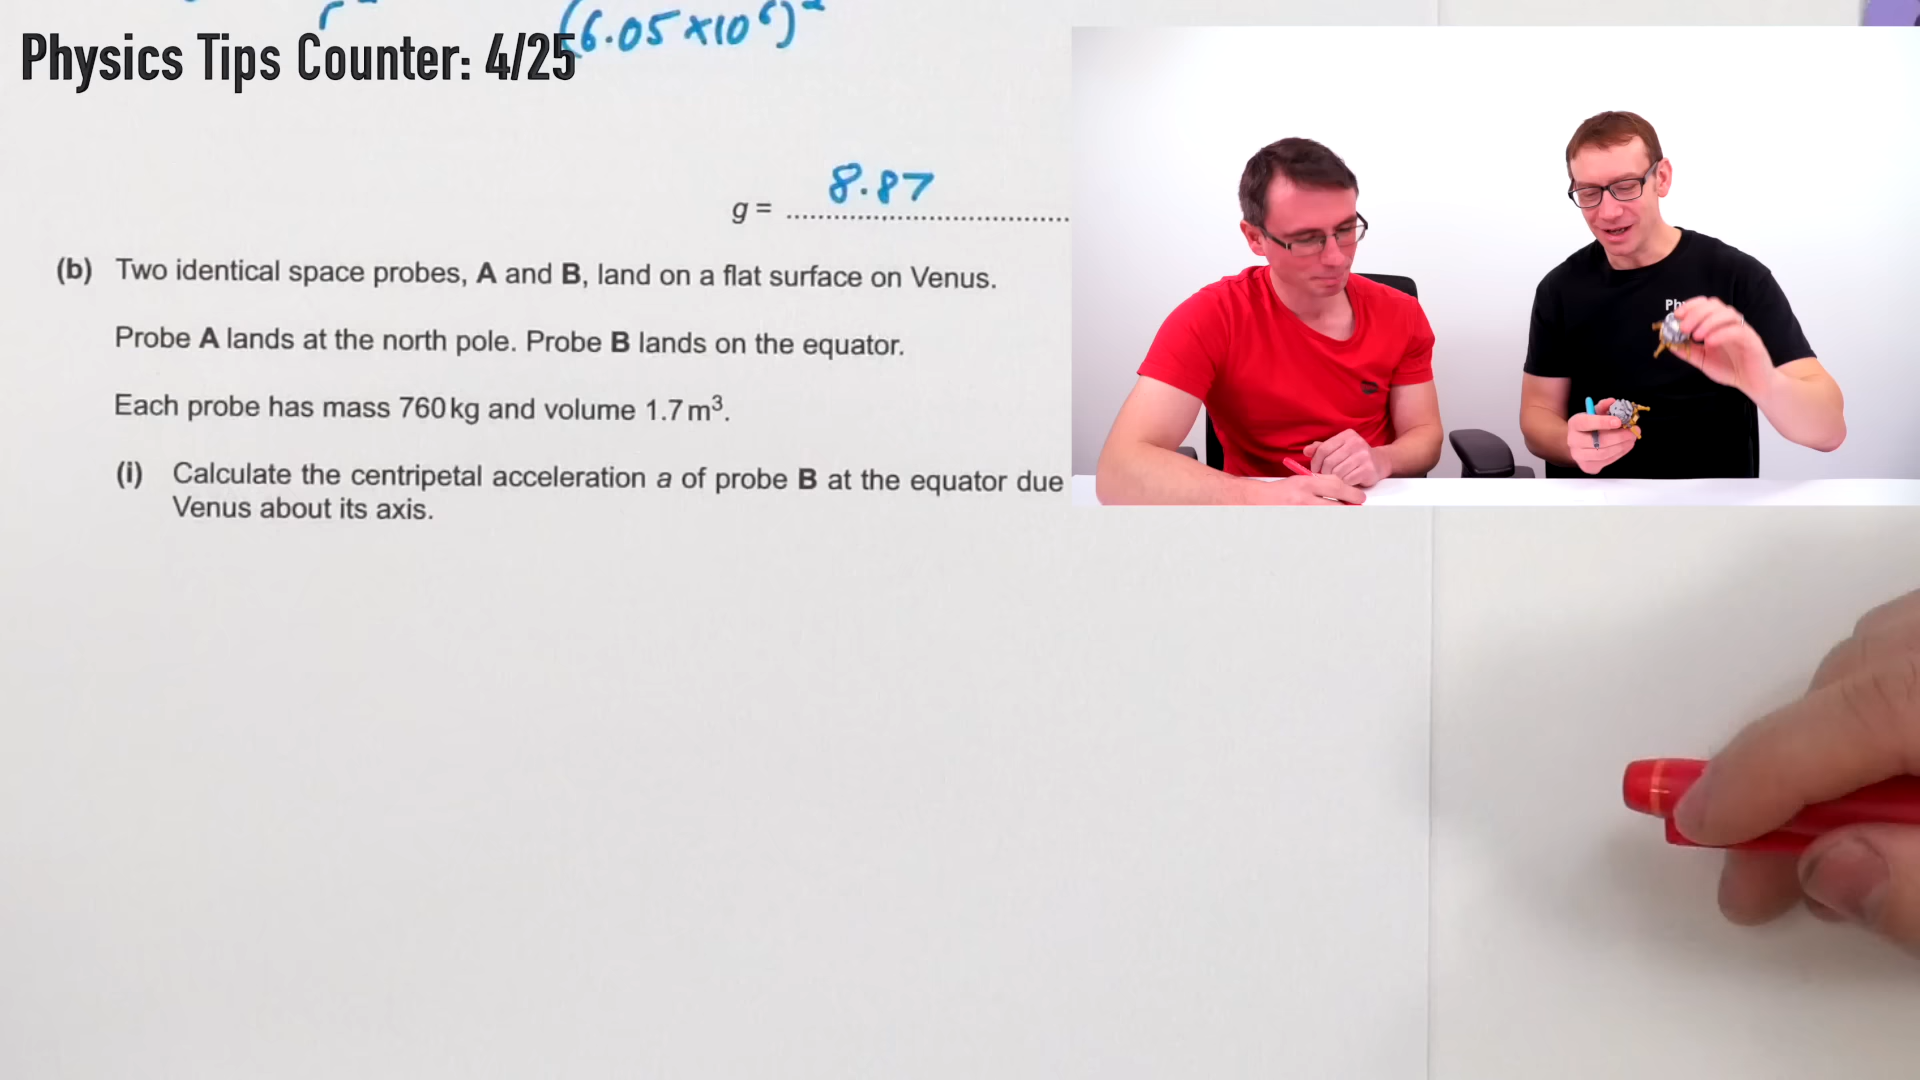 (6.05×10⁶)²
Physics Tips Counter: 4/25
8.87
g =
(b) Two identical space probes, A and B, land on a flat surface on Venus.
Probe A lands at the north pole. Probe B lands on the equator.
Each probe has mass 760 kg and volume 1.7 m³.
(i) Calculate the centripetal acceleration a of probe B at the equator due
Venus about its axis.